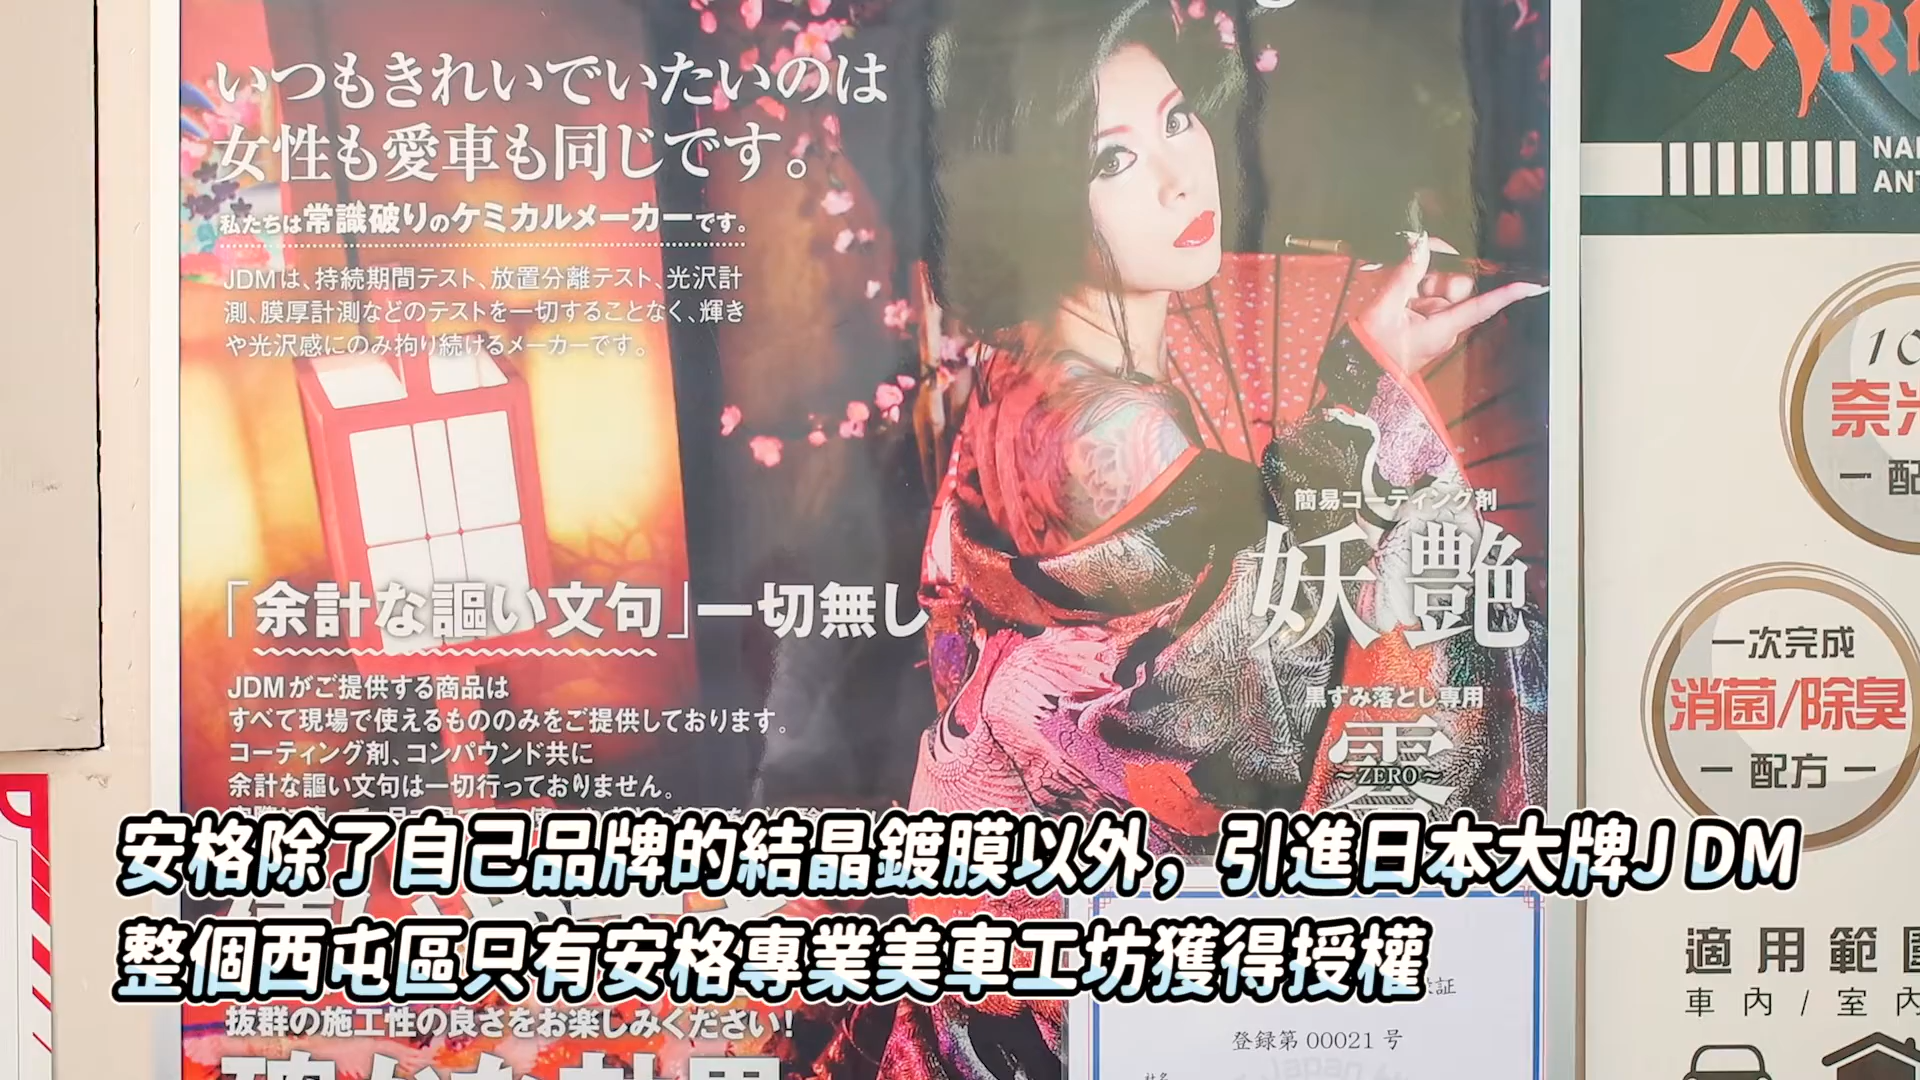 いつもきれいでいたいのは
女性も愛車も同じです。
私たちは常識破りのケミカルメーカーです。
JDMは、持続期間テスト、放置分離テスト、光沢計
測、膜厚計測などのテストを一切することなく、輝き
や光沢感にのみ拘り続けるメーカーです。
「余計な謳い文句」一切無し
JDMがご提供する商品は
すべて現場で使えるもののみをご提供しております。
コーティング剤、コンパウンド共に
余計な謳い文句は一切行っておりません。
簡易コーティング剤
妖艶
黒ずみ落とし専用
零
～ZERO～
安格除了自己品牌的結晶鍍膜以外，引進日本大牌JDM
整個西屯區只有安格專業美車工坊獲得授權
抜群の施工性の良さをお楽しみください！
登録第 00021 号
一次完成
消菌/除臭
－配方－
適用範
車內/室內